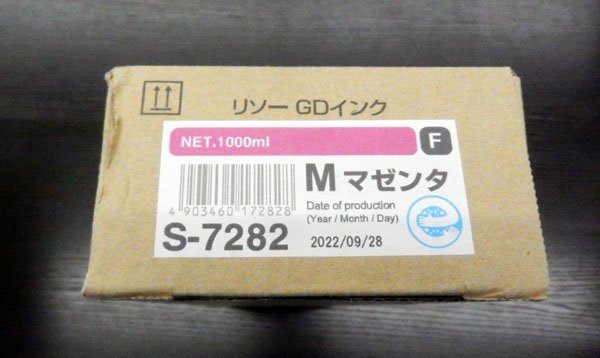 リソー GDインク
NET.1000ml
F
M マゼンタ
4 903460 172828
Date of production
(Year / Month / Day)
S-7282
2022/09/28